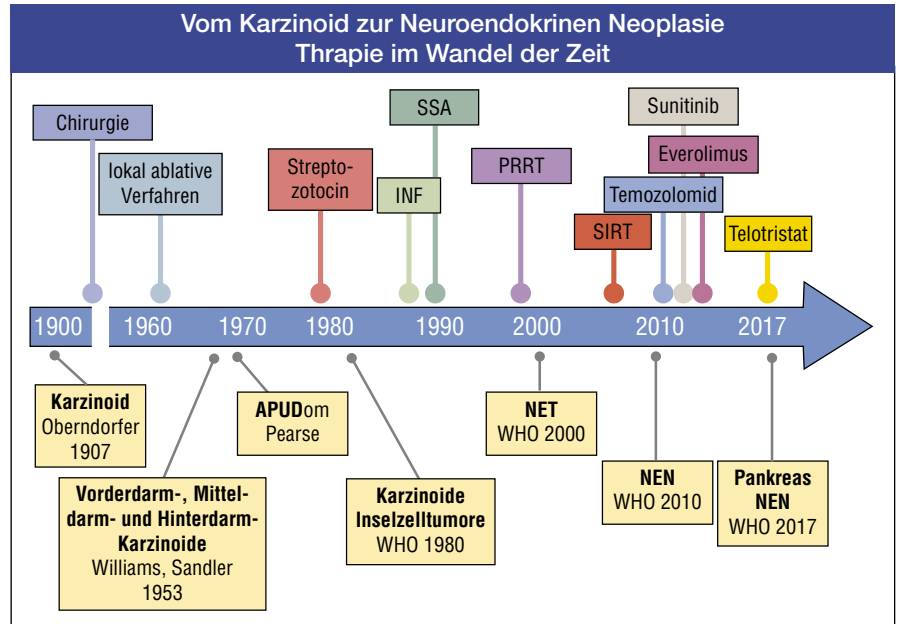 Vom Karzinoid zur Neuroendokrinen Neoplasie
Thrapie im Wandel der Zeit
Chirurgie
lokal ablative
Verfahren
Strepto-
zotocin
INF
SSA
PRRT
SIRT
Temozolomid
Sunitinib
Everolimus
Telotristat
1900 1960 1970 1980 1990 2000 2010 2017
Karzinoid
Oberndorfer
1907
Vorderdarm-, Mittel-
darm- und Hinterdarm-
Karzinoide
Williams, Sandler
1953
APUDom
Pearse
Karzinoide
Inselzelltumore
WHO 1980
NET
WHO 2000
NEN
WHO 2010
Pankreas
NEN
WHO 2017